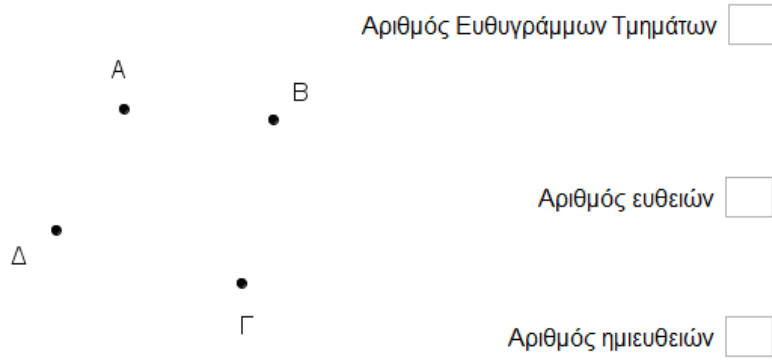 Αριθμός Ευθυγράμμων Τμημάτων
Α
Β
Αριθμός ευθειών
Δ
Γ
Αριθμός ημιευθειών